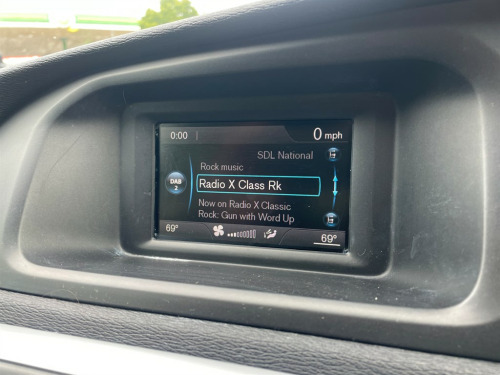 0:00
0 mph
SDL National
Rock music
DAB
2
Radio X Class Rk
Now on Radio X Classic
Rock: Gun with Word Up
69°
69°